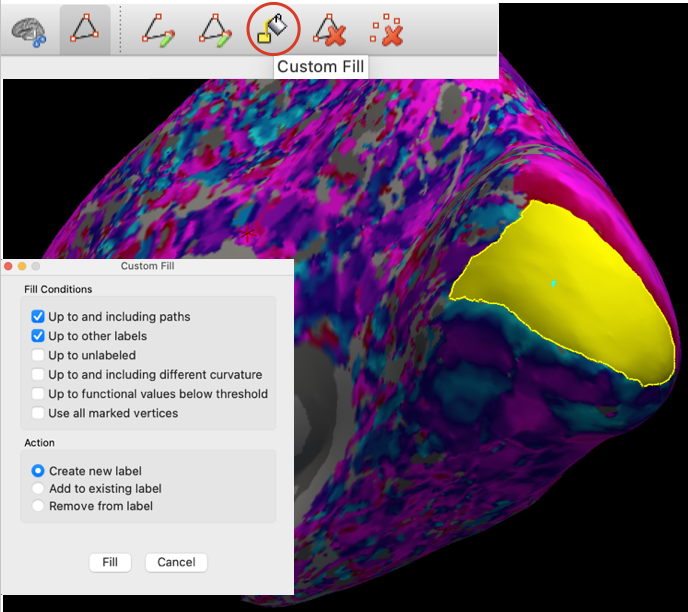 Custom Fill
Custom Fill
Fill Conditions
Up to and including paths
Up to other labels
Up to unlabeled
Up to and including different curvature
Up to functional values below threshold
Use all marked vertices
Action
Create new label
Add to existing label
Remove from label
Fill
Cancel